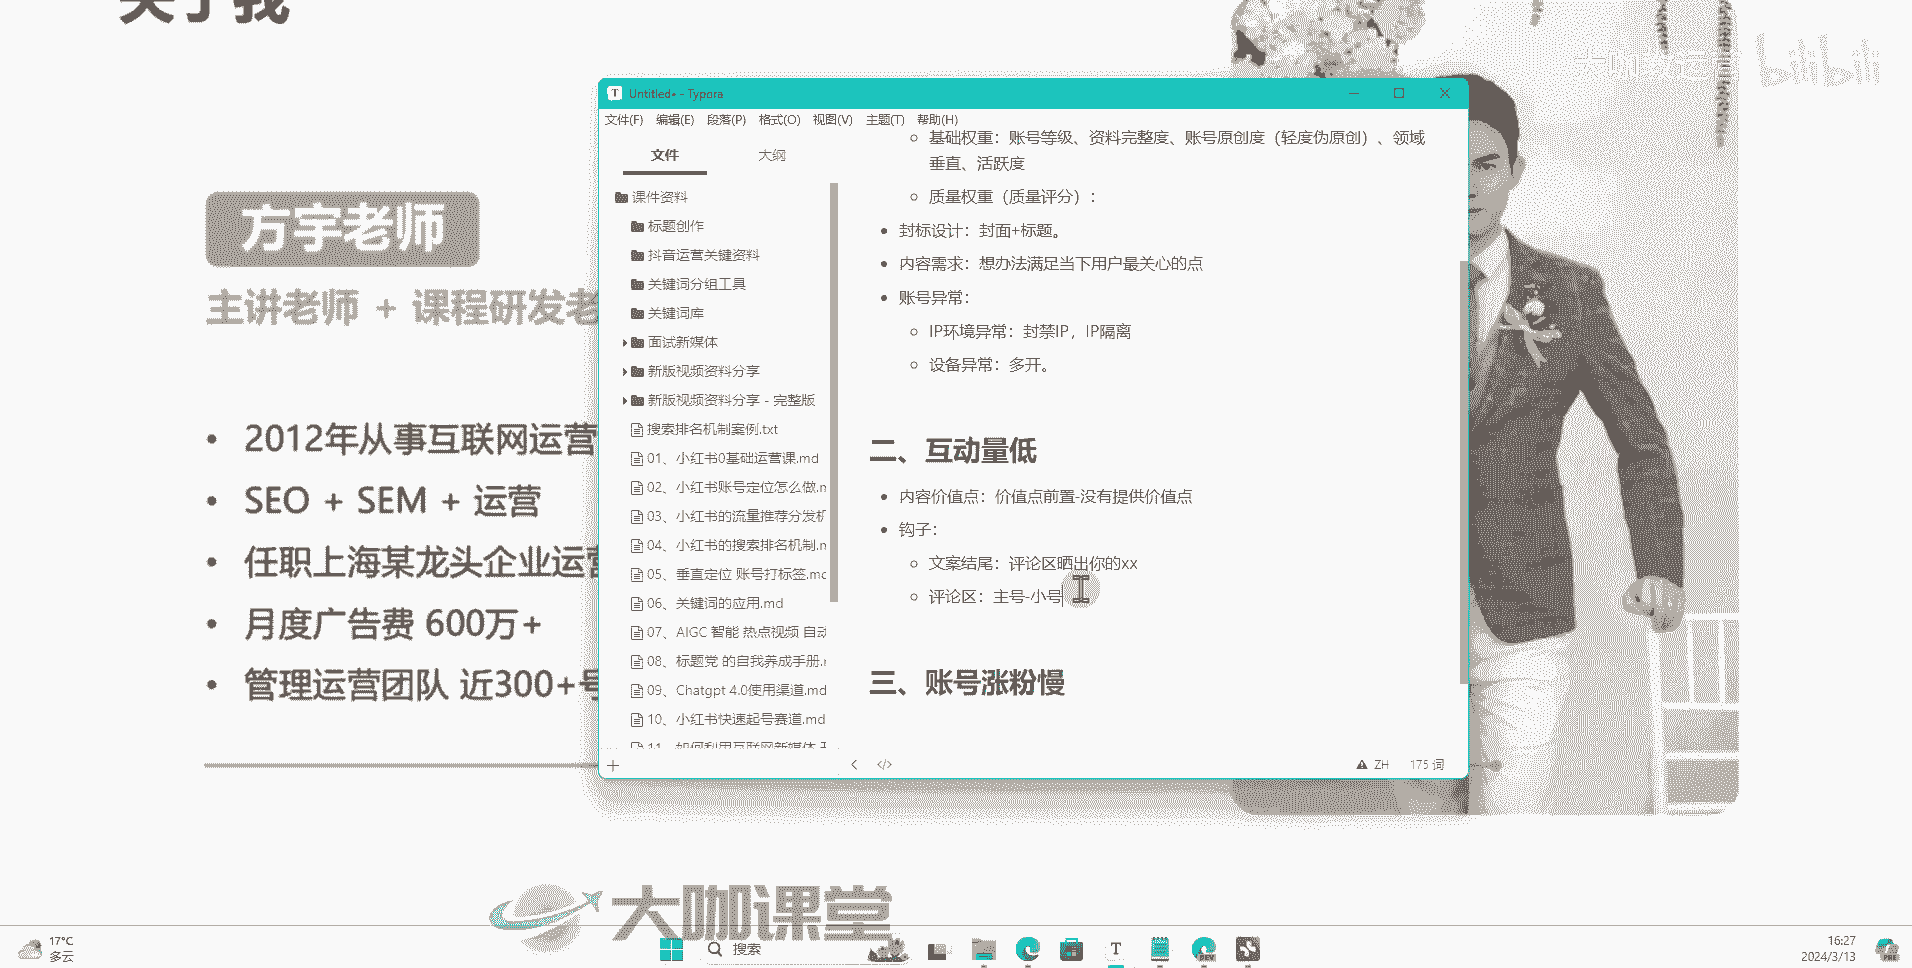 关于我
大咖教运营 bilibili
方宇老师
主讲老师 + 课程研发老
2012年从事互联网运营
SEO + SEM + 运营
任职上海某龙头企业运营
月度广告费 600万+
管理运营团队 近300+号
Untitled• - Typora
文件(F) 编辑(E) 段落(P) 格式(O) 视图(V) 主题(T) 帮助(H)
文件 大纲
课件资料
标题创作
抖音运营关键资料
关键词分组工具
关键词库
面试新媒体
新版视频资料分享
新版视频资料分享 - 完整版
搜索排名机制案例.txt
01、小红书0基础运营课.md
02、小红书账号定位怎么做.m
03、小红书的流量推荐分发机
04、小红书的搜索排名机制.m
05、垂直定位 账号打标签.mc
06、关键词的应用.md
07、AIGC 智能 热点视频 自动
08、标题党 的自我养成手册.m
09、Chatgpt 4.0使用渠道.md
10、小红书快速起号赛道.md
11、如何利用互联网新媒体
基础权重：账号等级、资料完整度、账号原创度（轻度伪原创）、领域
垂直、活跃度
质量权重（质量评分）：
封标设计：封面+标题。
内容需求：想办法满足当下用户最关心的点
账号异常：
IP环境异常：封禁IP，IP隔离
设备异常：多开。
二、互动量低
内容价值点：价值点前置-没有提供价值点
钩子：
文案结尾：评论区晒出你的xx
评论区：主号-小号
三、账号涨粉慢
ZH 175 词
大咖课堂
17°C
多云
搜索
16:27
2024/3/13